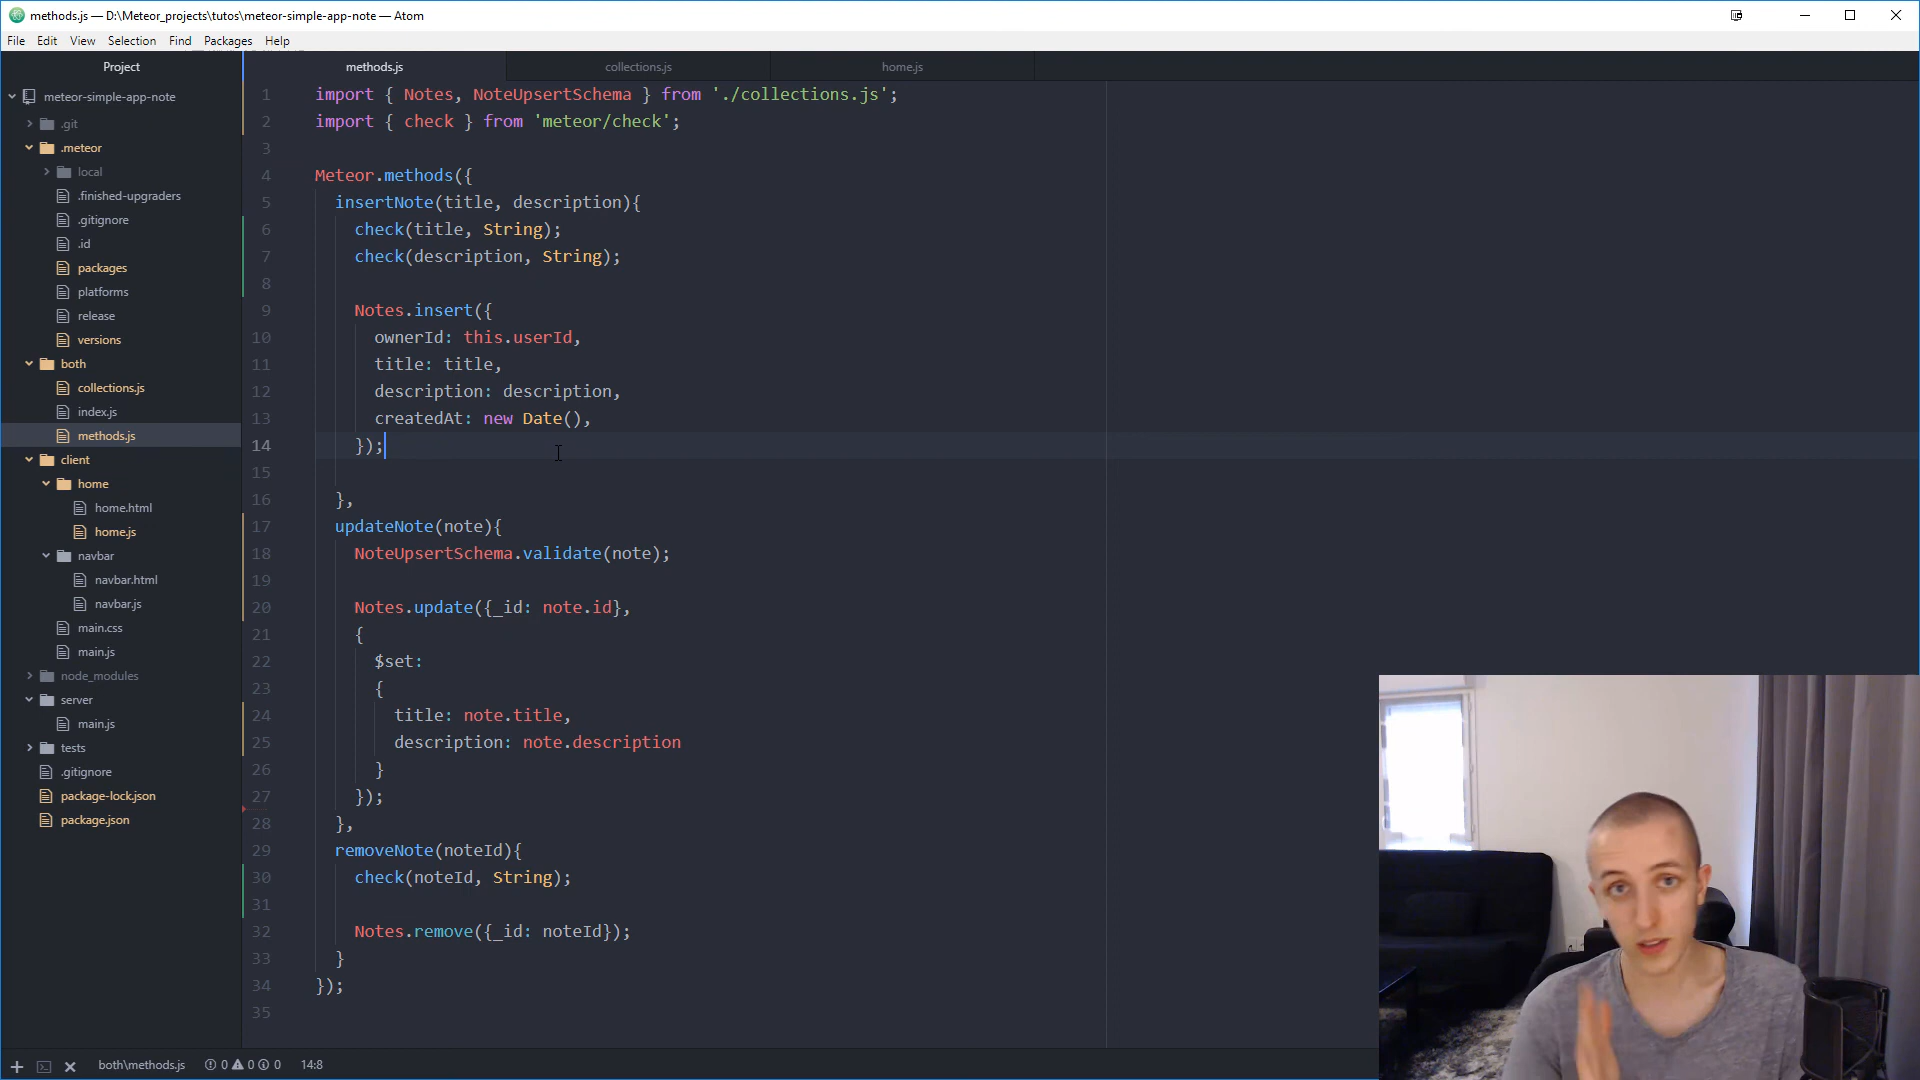 methods.js — D:\Meteor_projects\tutos\meteor-simple-app-note — Atom
File Edit View Selection Find Packages Help
Project
meteor-simple-app-note
.git
.meteor
local
.finished-upgraders
.gitignore
.id
packages
platforms
release
versions
both
collections.js
index.js
methods.js
client
home
home.html
home.js
navbar
navbar.html
navbar.js
main.css
main.js
node_modules
server
main.js
tests
.gitignore
package-lock.json
package.json
methods.js collections.js home.js
1 import { Notes, NoteUpsertSchema } from './collections.js';
2 import { check } from 'meteor/check';
3
4 Meteor.methods({
5 insertNote(title, description){
6 check(title, String);
7 check(description, String);
8
9 Notes.insert({
10 ownerId: this.userId,
11 title: title,
12 description: description,
13 createdAt: new Date(),
14 });
15
16 },
17 updateNote(note){
18 NoteUpsertSchema.validate(note);
19
20 Notes.update({_id: note.id},
21 {
22 $set:
23 {
24 title: note.title,
25 description: note.description
26 }
27 });
28 },
29 removeNote(noteId){
30 check(noteId, String);
31
32 Notes.remove({_id: noteId});
33 }
34 });
35
both\methods.js 0 0 0 14:8